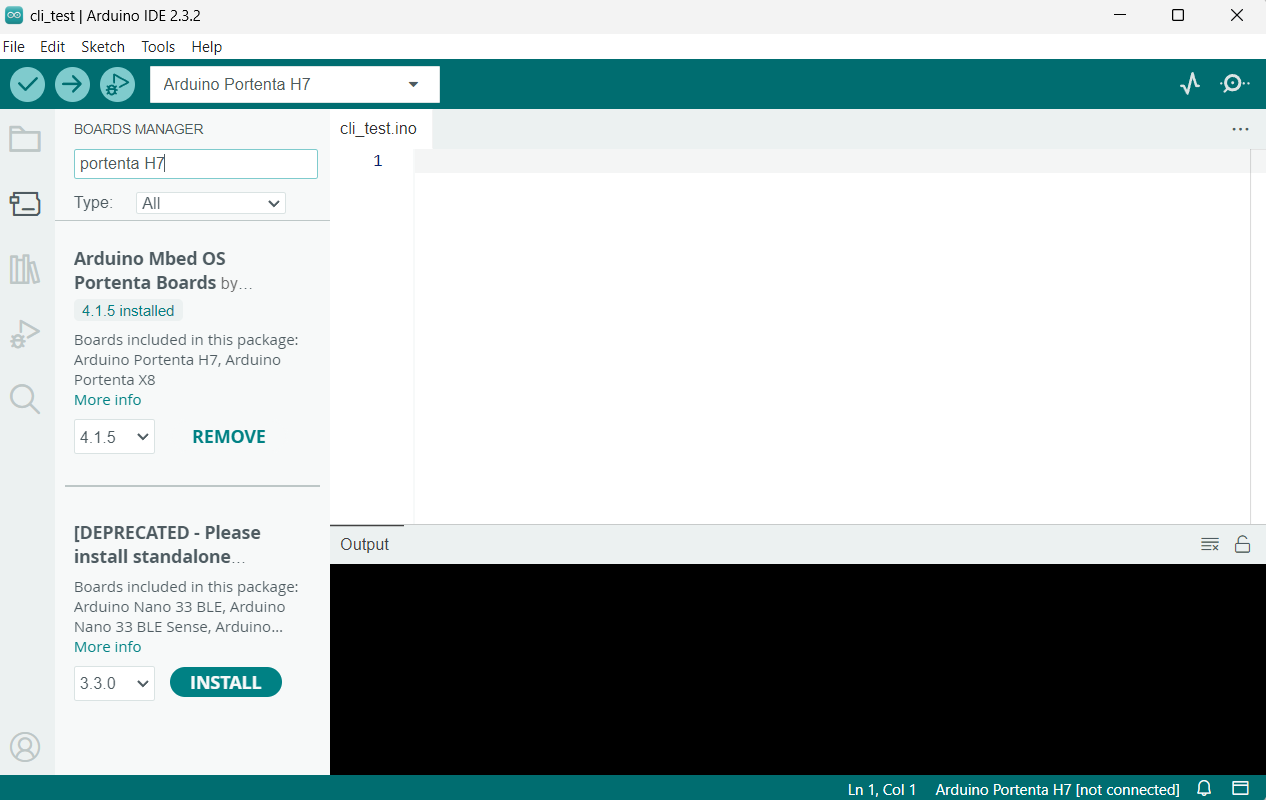 cli_test | Arduino IDE 2.3.2
File Edit Sketch Tools Help
Arduino Portenta H7
BOARDS MANAGER
portenta H7
Type: All
Arduino Mbed OS
Portenta Boards by...
4.1.5 installed
Boards included in this package:
Arduino Portenta H7, Arduino
Portenta X8
More info
4.1.5 REMOVE
[DEPRECATED - Please
install standalone...
Boards included in this package:
Arduino Nano 33 BLE, Arduino
Nano 33 BLE Sense, Arduino...
More info
3.3.0 INSTALL
cli_test.ino
1
Output
Ln 1, Col 1 Arduino Portenta H7 [not connected]